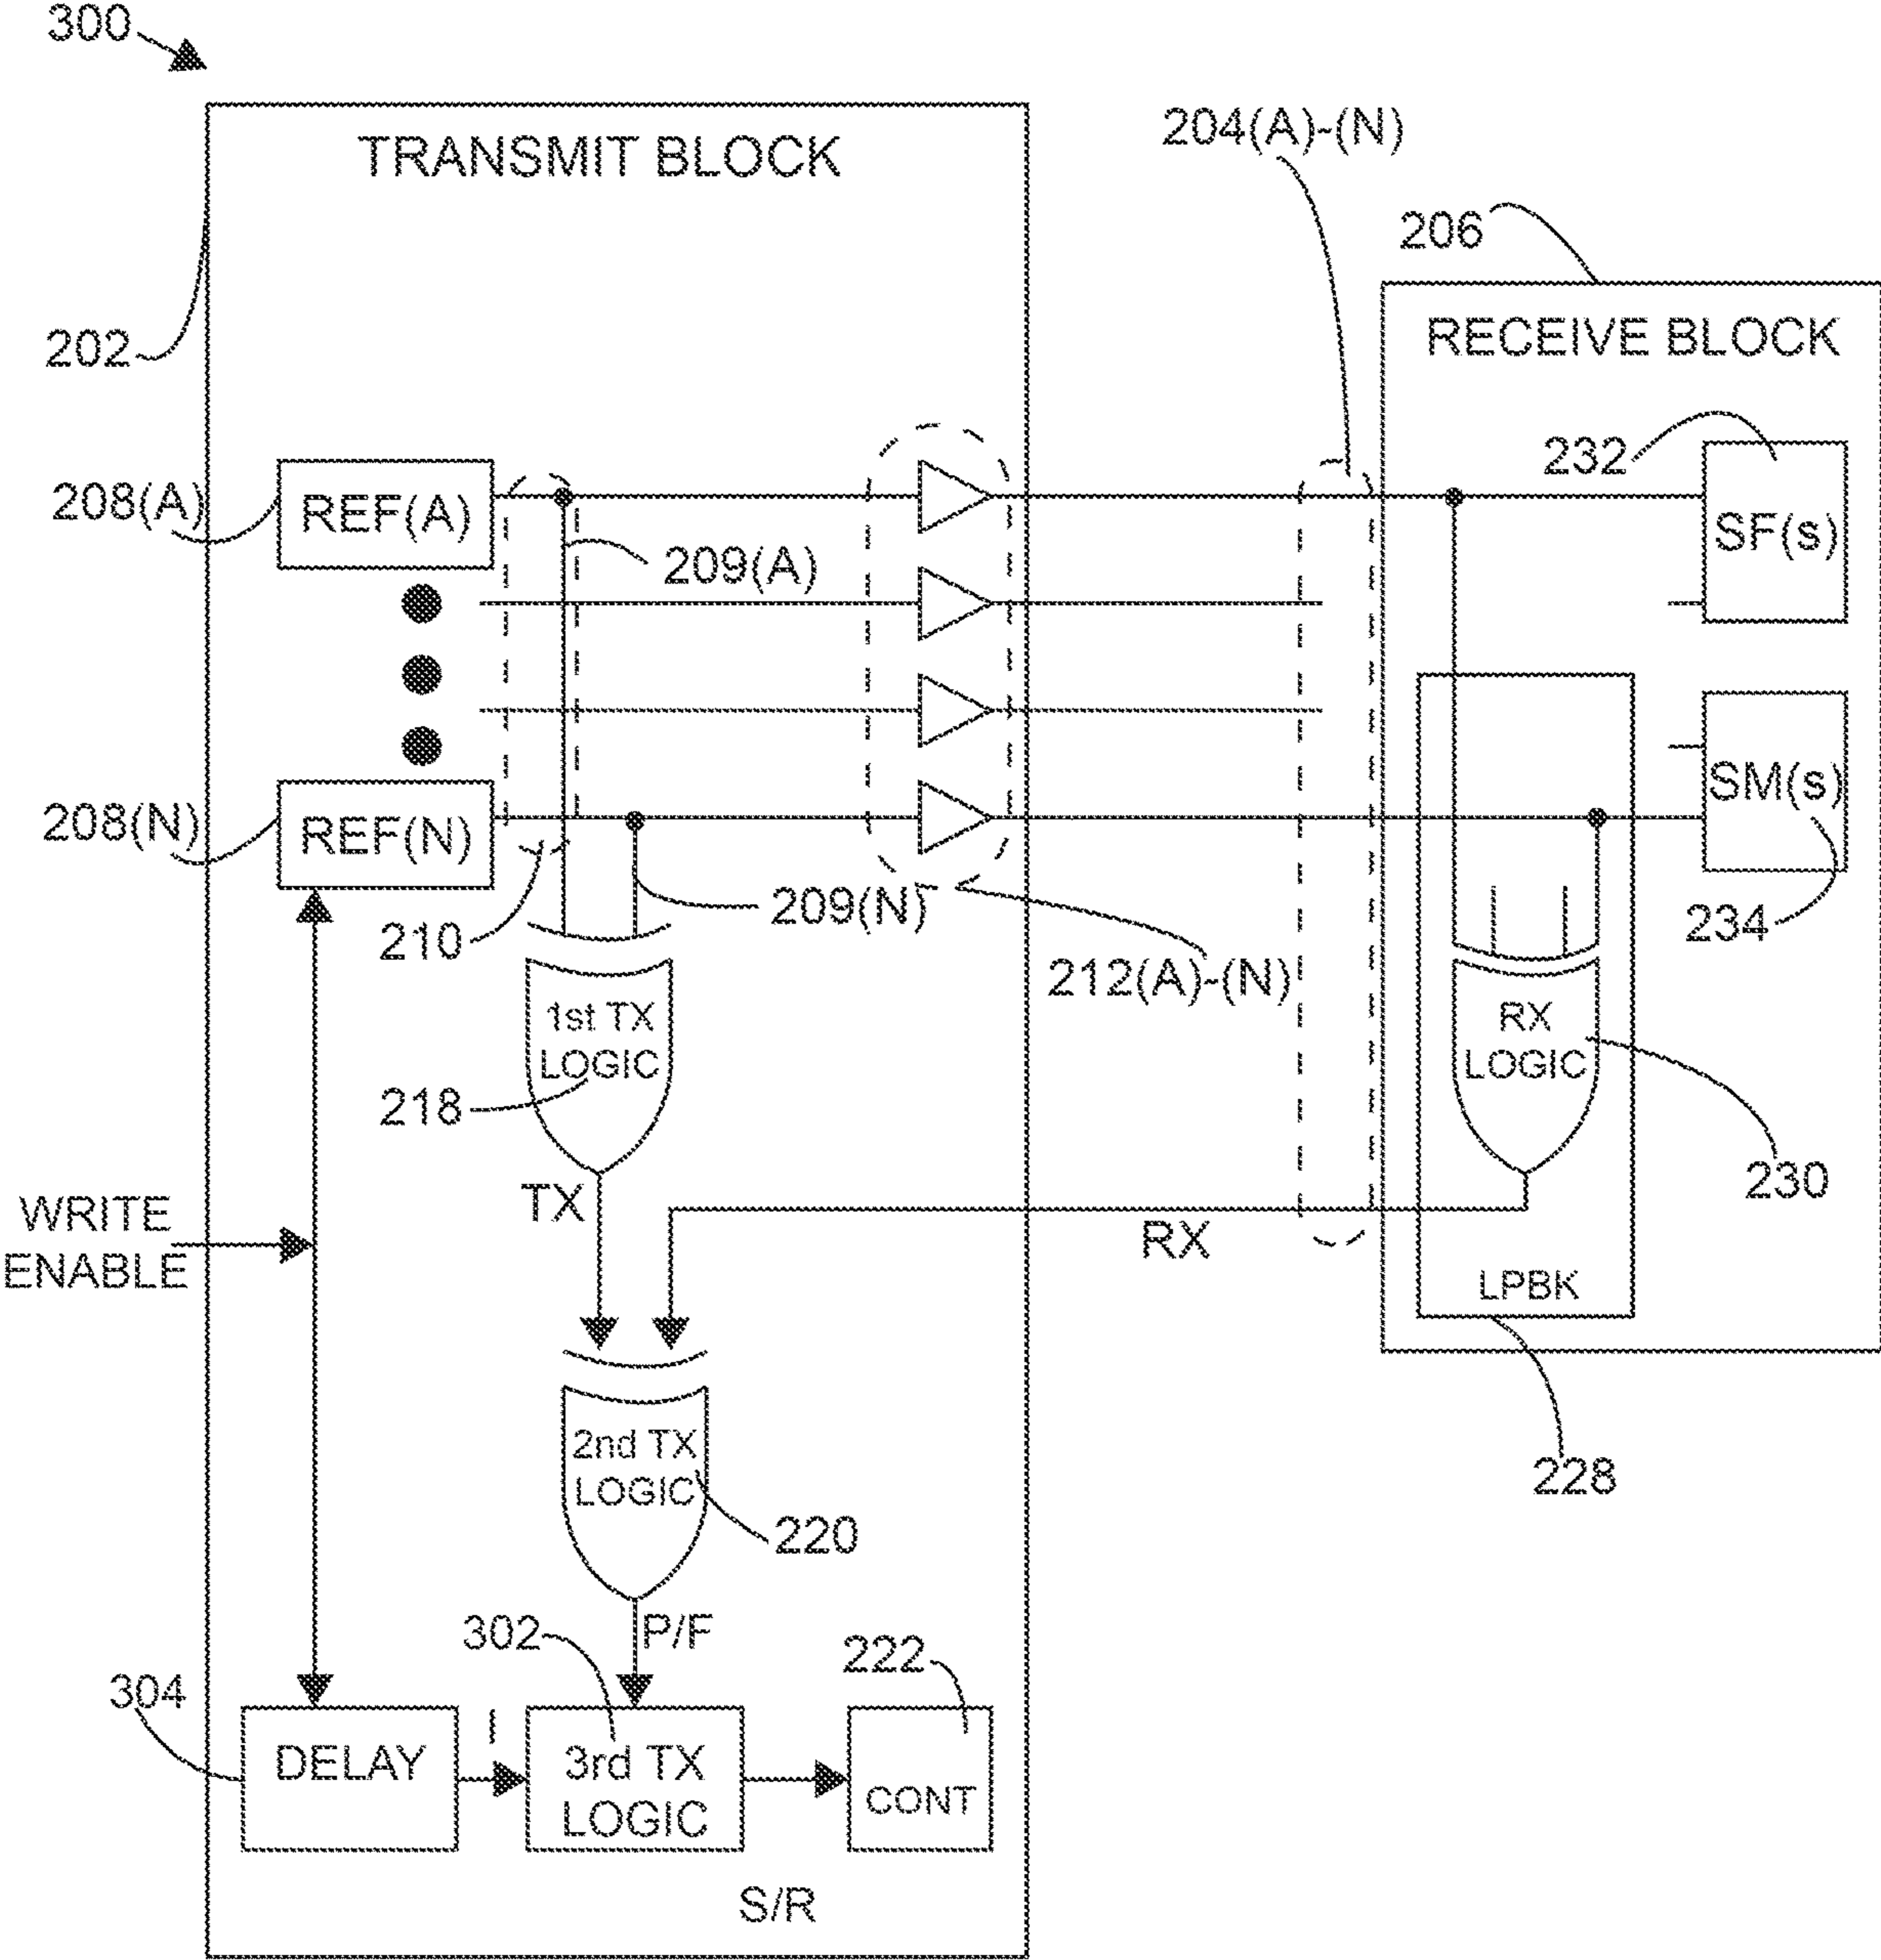 300
TRANSMIT BLOCK
204(A)-(N)
206
202
RECEIVE BLOCK
232
208(A)
REF(A)
SF(s)
209(A)
208(N)
REF(N)
SM(s)
209(N)
234
210
212(A)-(N)
1st TX
LOGIC
RX
LOGIC
218
230
TX
WRITE
ENABLE
RX
LPBK
2nd TX
LOGIC
228
220
302
P/F
222
304
DELAY
3rd TX
LOGIC
CONT
S/R